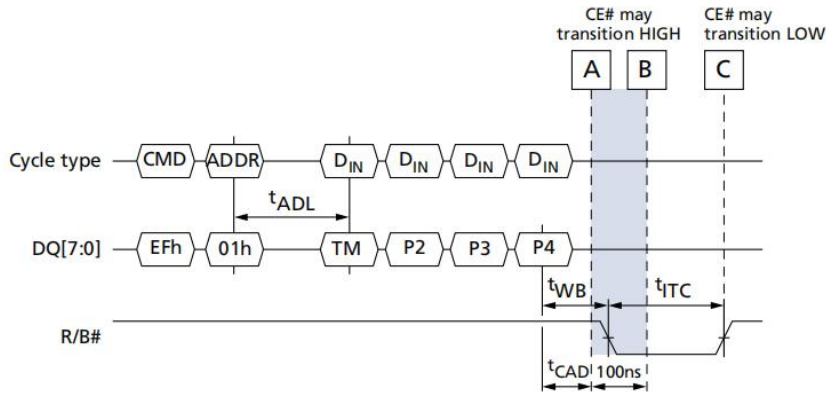 CE# may
transition HIGH
CE# may
transition LOW
A
B
C
Cycle type
CMD
ADDR
DIN
DIN
DIN
DIN
tADL
DQ[7:0]
EFh
01h
TM
P2
P3
P4
tWB
tITC
R/B#
tCAD
100ns